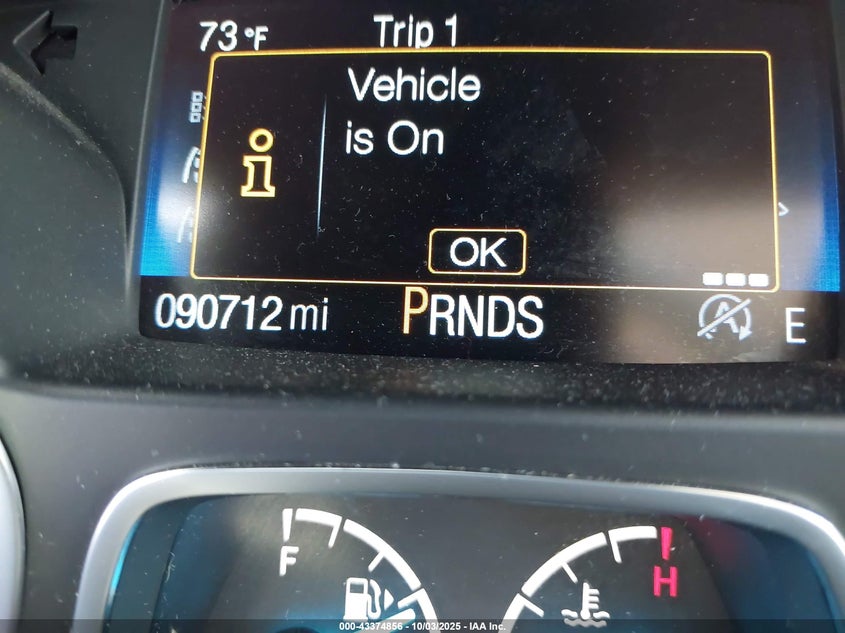 73 °F Trip 1
Vehicle
is On
i
OK
090712 mi PRNDS A E
F H
000-43374856 - 10/03/2025 - IAA Inc.